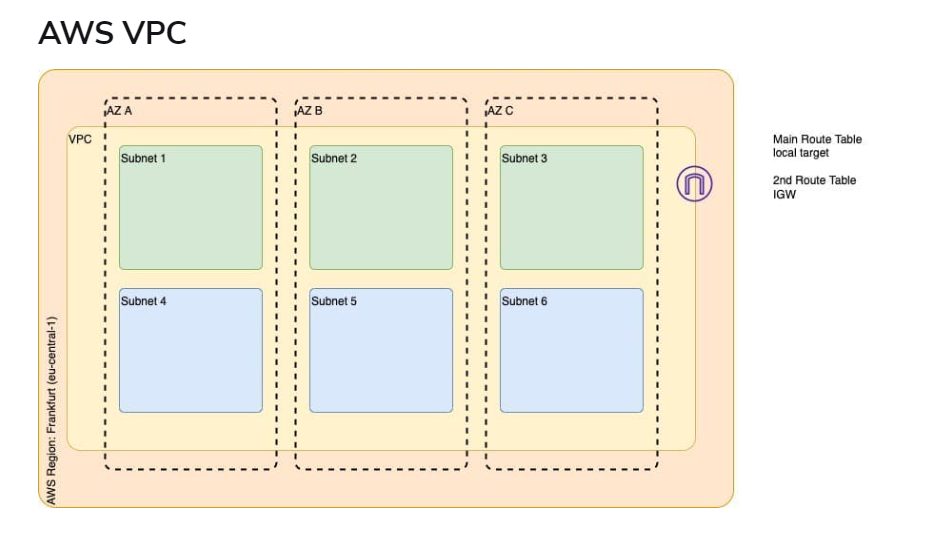 AWS VPC
AZ A
AZ B
AZ C
VPC
Subnet 1
Subnet 2
Subnet 3
Subnet 4
Subnet 5
Subnet 6
AWS Region: Frankfurt (eu-central-1)
Main Route Table
local target
2nd Route Table
IGW